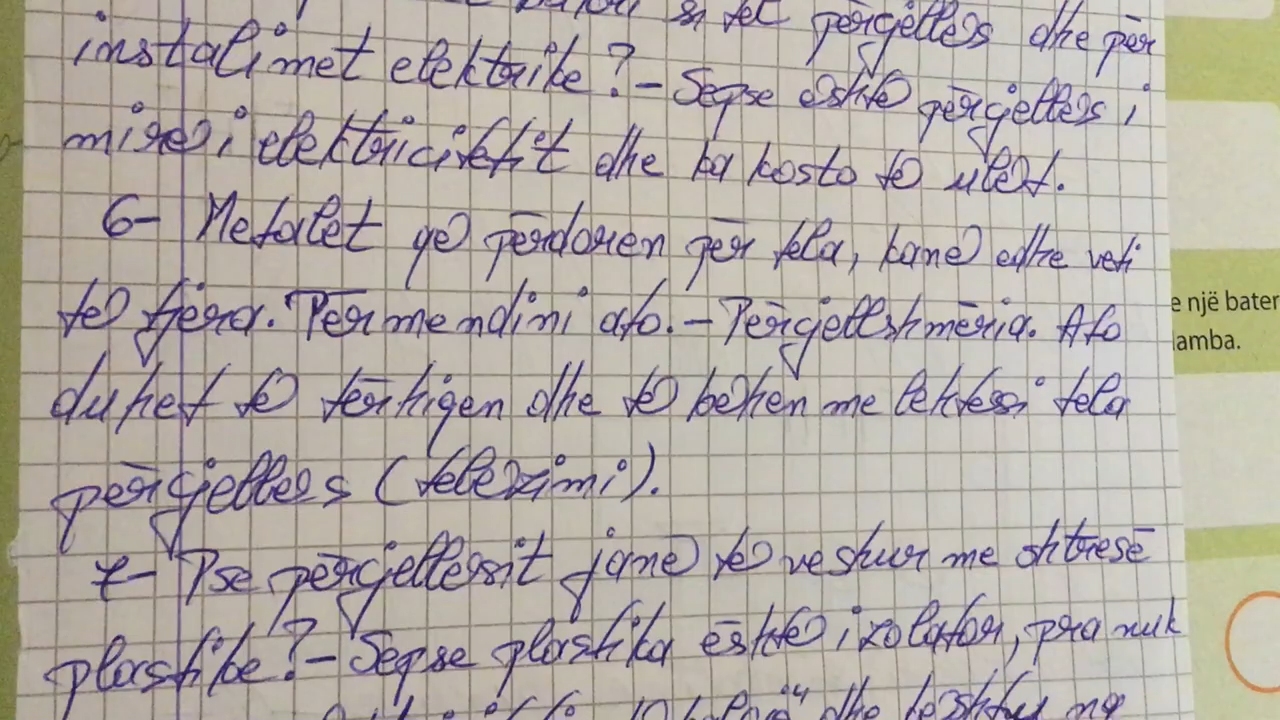 si tel përçjellës dhe për
instalimet elektrike? - Sepse është përçjellës i
mirë i elektricitetit dhe ka kosto të ulët.
6- Metalet që përdoren për tela, kanë edhe veti
të tjera. Përmendini ato. - Përçjellshmëria. Ato
duhet të tërhiqen dhe të bëhen me lehtësi tela
përçjellës (telëzimi).
7- Pse përçjellësit janë të veshur me shtresë
plastike? - Sepse plastika është izolator, pra nuk
dhe
e një bater
lamba.